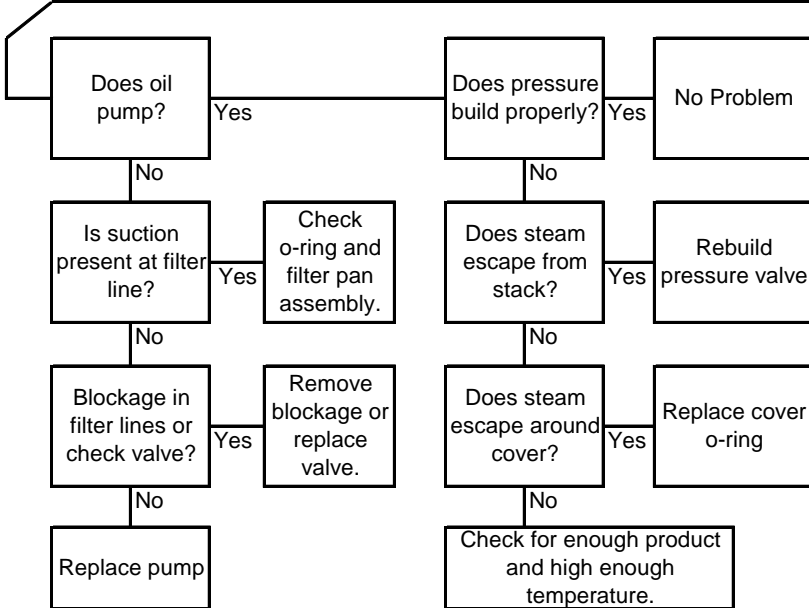 Does oil
pump?
Yes
Does pressure
build properly?
Yes
No Problem
No
No
Is suction
present at filter
line?
Yes
Check
o-ring and
filter pan
assembly.
Does steam
escape from
stack?
Yes
Rebuild
pressure valve
No
No
Blockage in
filter lines or
check valve?
Yes
Remove
blockage or
replace
valve.
Does steam
escape around
cover?
Yes
Replace cover
o-ring
No
No
Replace pump
Check for enough product
and high enough
temperature.